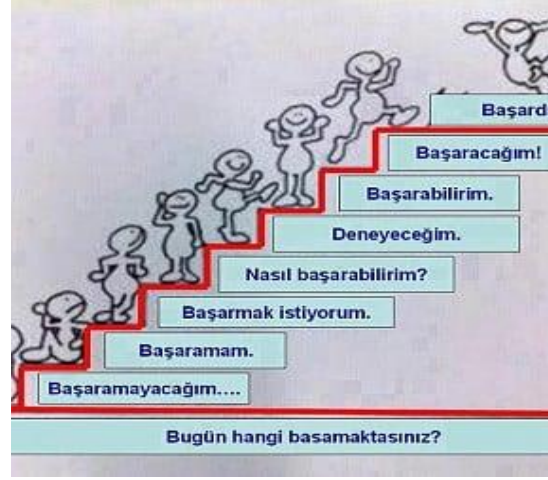 Başard
Başaracağım!
Başarabilirim.
Deneyeceğim.
Nasıl başarabilirim?
Başarmak istiyorum.
Başaramam.
Başaramayacağım....
Bugün hangi basamaktasınız?